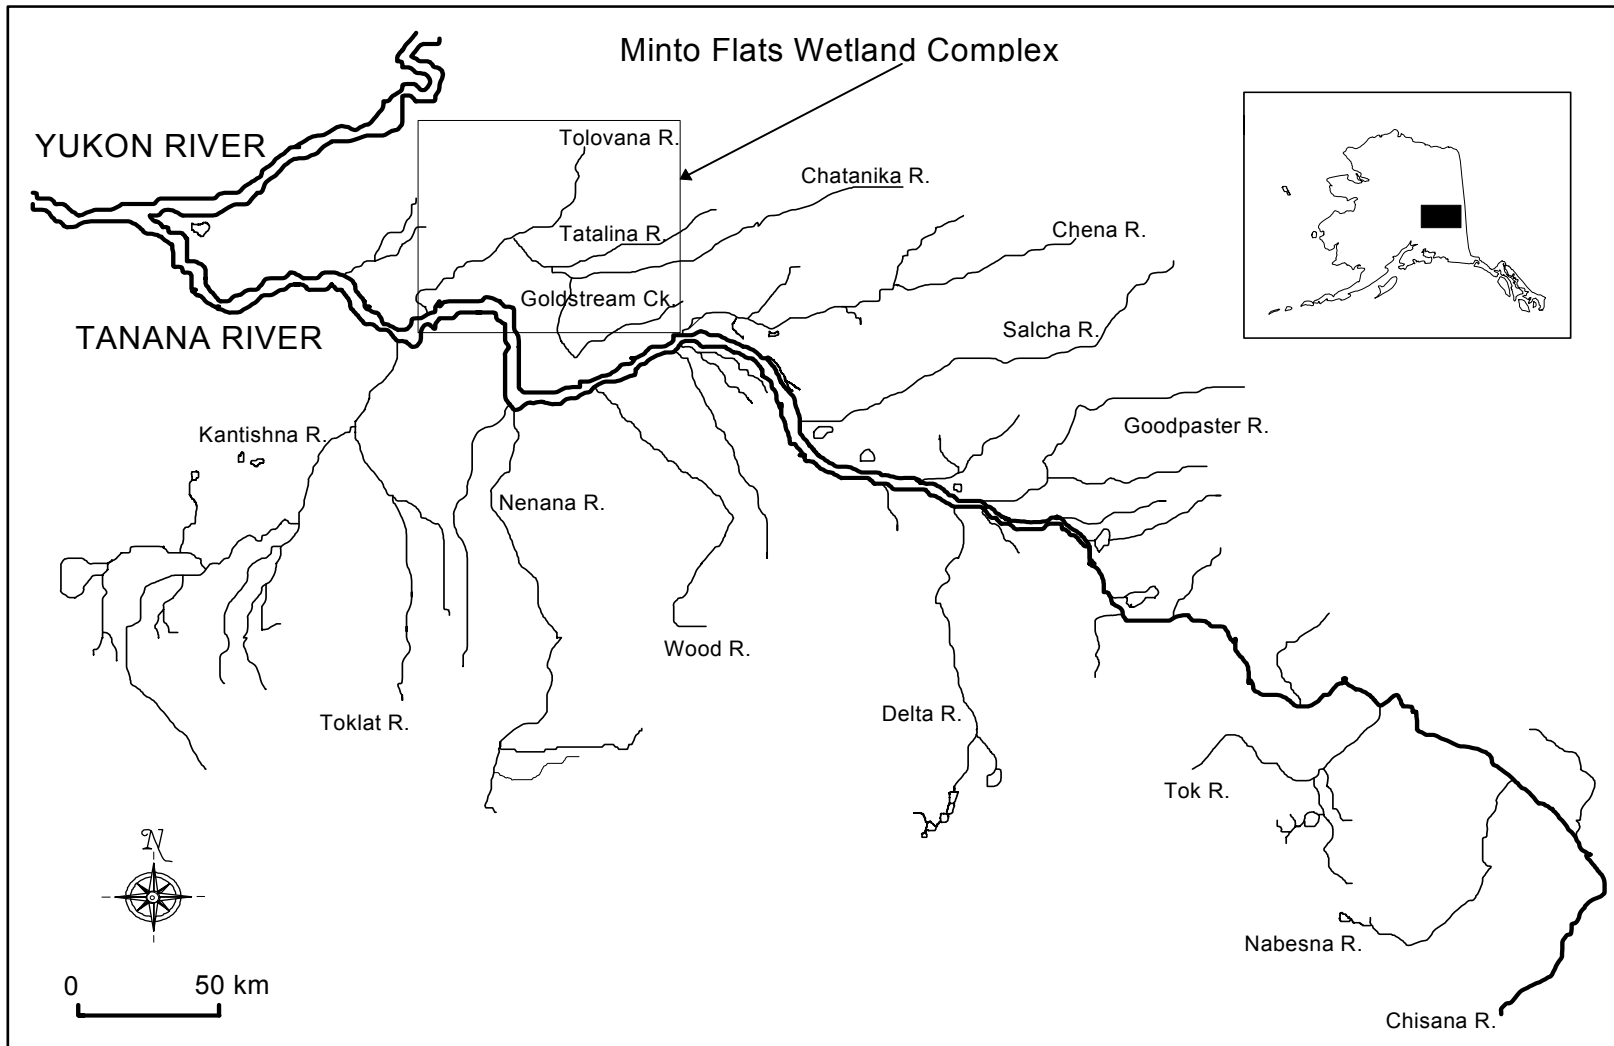 Minto Flats Wetland Complex
YUKON RIVER
Tolovana R.
Chatanika R.
Tatalina R.
Chena R.
Goldstream Ck.
Salcha R.
TANANA RIVER
Goodpaster R.
Kantishna R.
Nenana R.
Wood R.
Toklat R.
Delta R.
Tok R.
N
Nabesna R.
0 50 km
Chisana R.